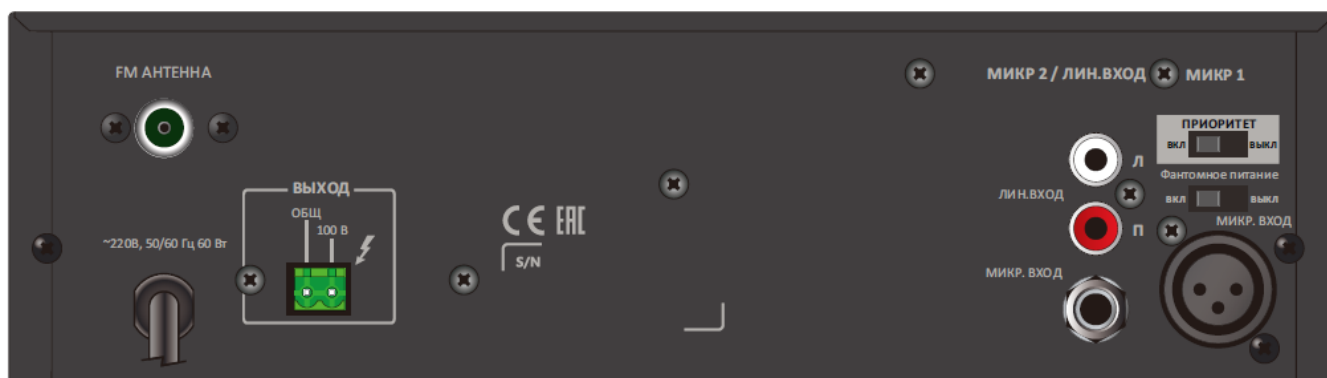 FM АНТЕННА
МИКР 2 / ЛИН.ВХОД
МИКР 1
ПРИОРИТЕТ
ВКЛ
ВЫКЛ
Л
Фантомное питание
ВЫХОД
ЛИН.ВХОД
ВКЛ
ВЫКЛ
ОБЩ
МИКР. ВХОД
100 В
П
CE EAC
~220В, 50/60 Гц 60 Вт
S/N
МИКР. ВХОД